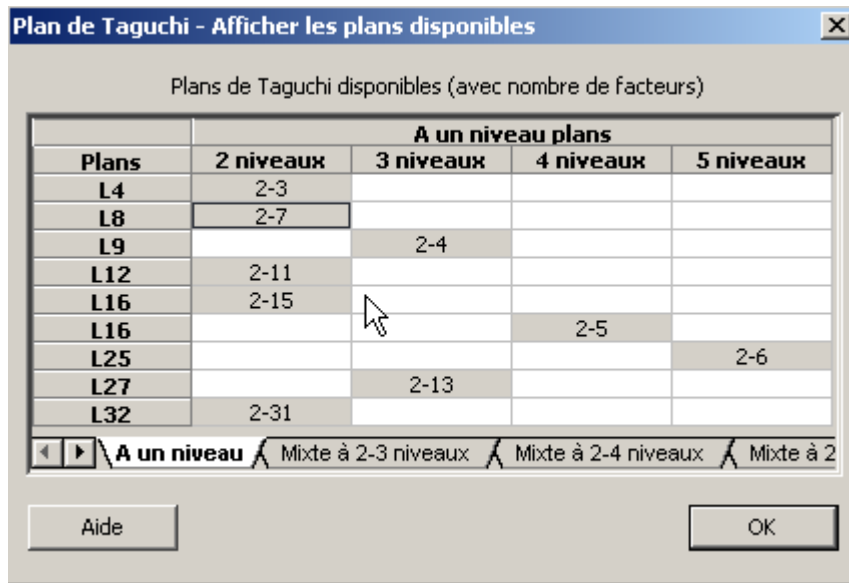 Plan de Taguchi - Afficher les plans disponibles
Plans de Taguchi disponibles (avec nombre de facteurs)
A un niveau plans
Plans 2 niveaux 3 niveaux 4 niveaux 5 niveaux
L4 2-3
L8 2-7
L9 2-4
L12 2-11
L16 2-15
L16 2-5
L25 2-6
L27 2-13
L32 2-31
A un niveau Mixte à 2-3 niveaux Mixte à 2-4 niveaux Mixte à 2
Aide OK